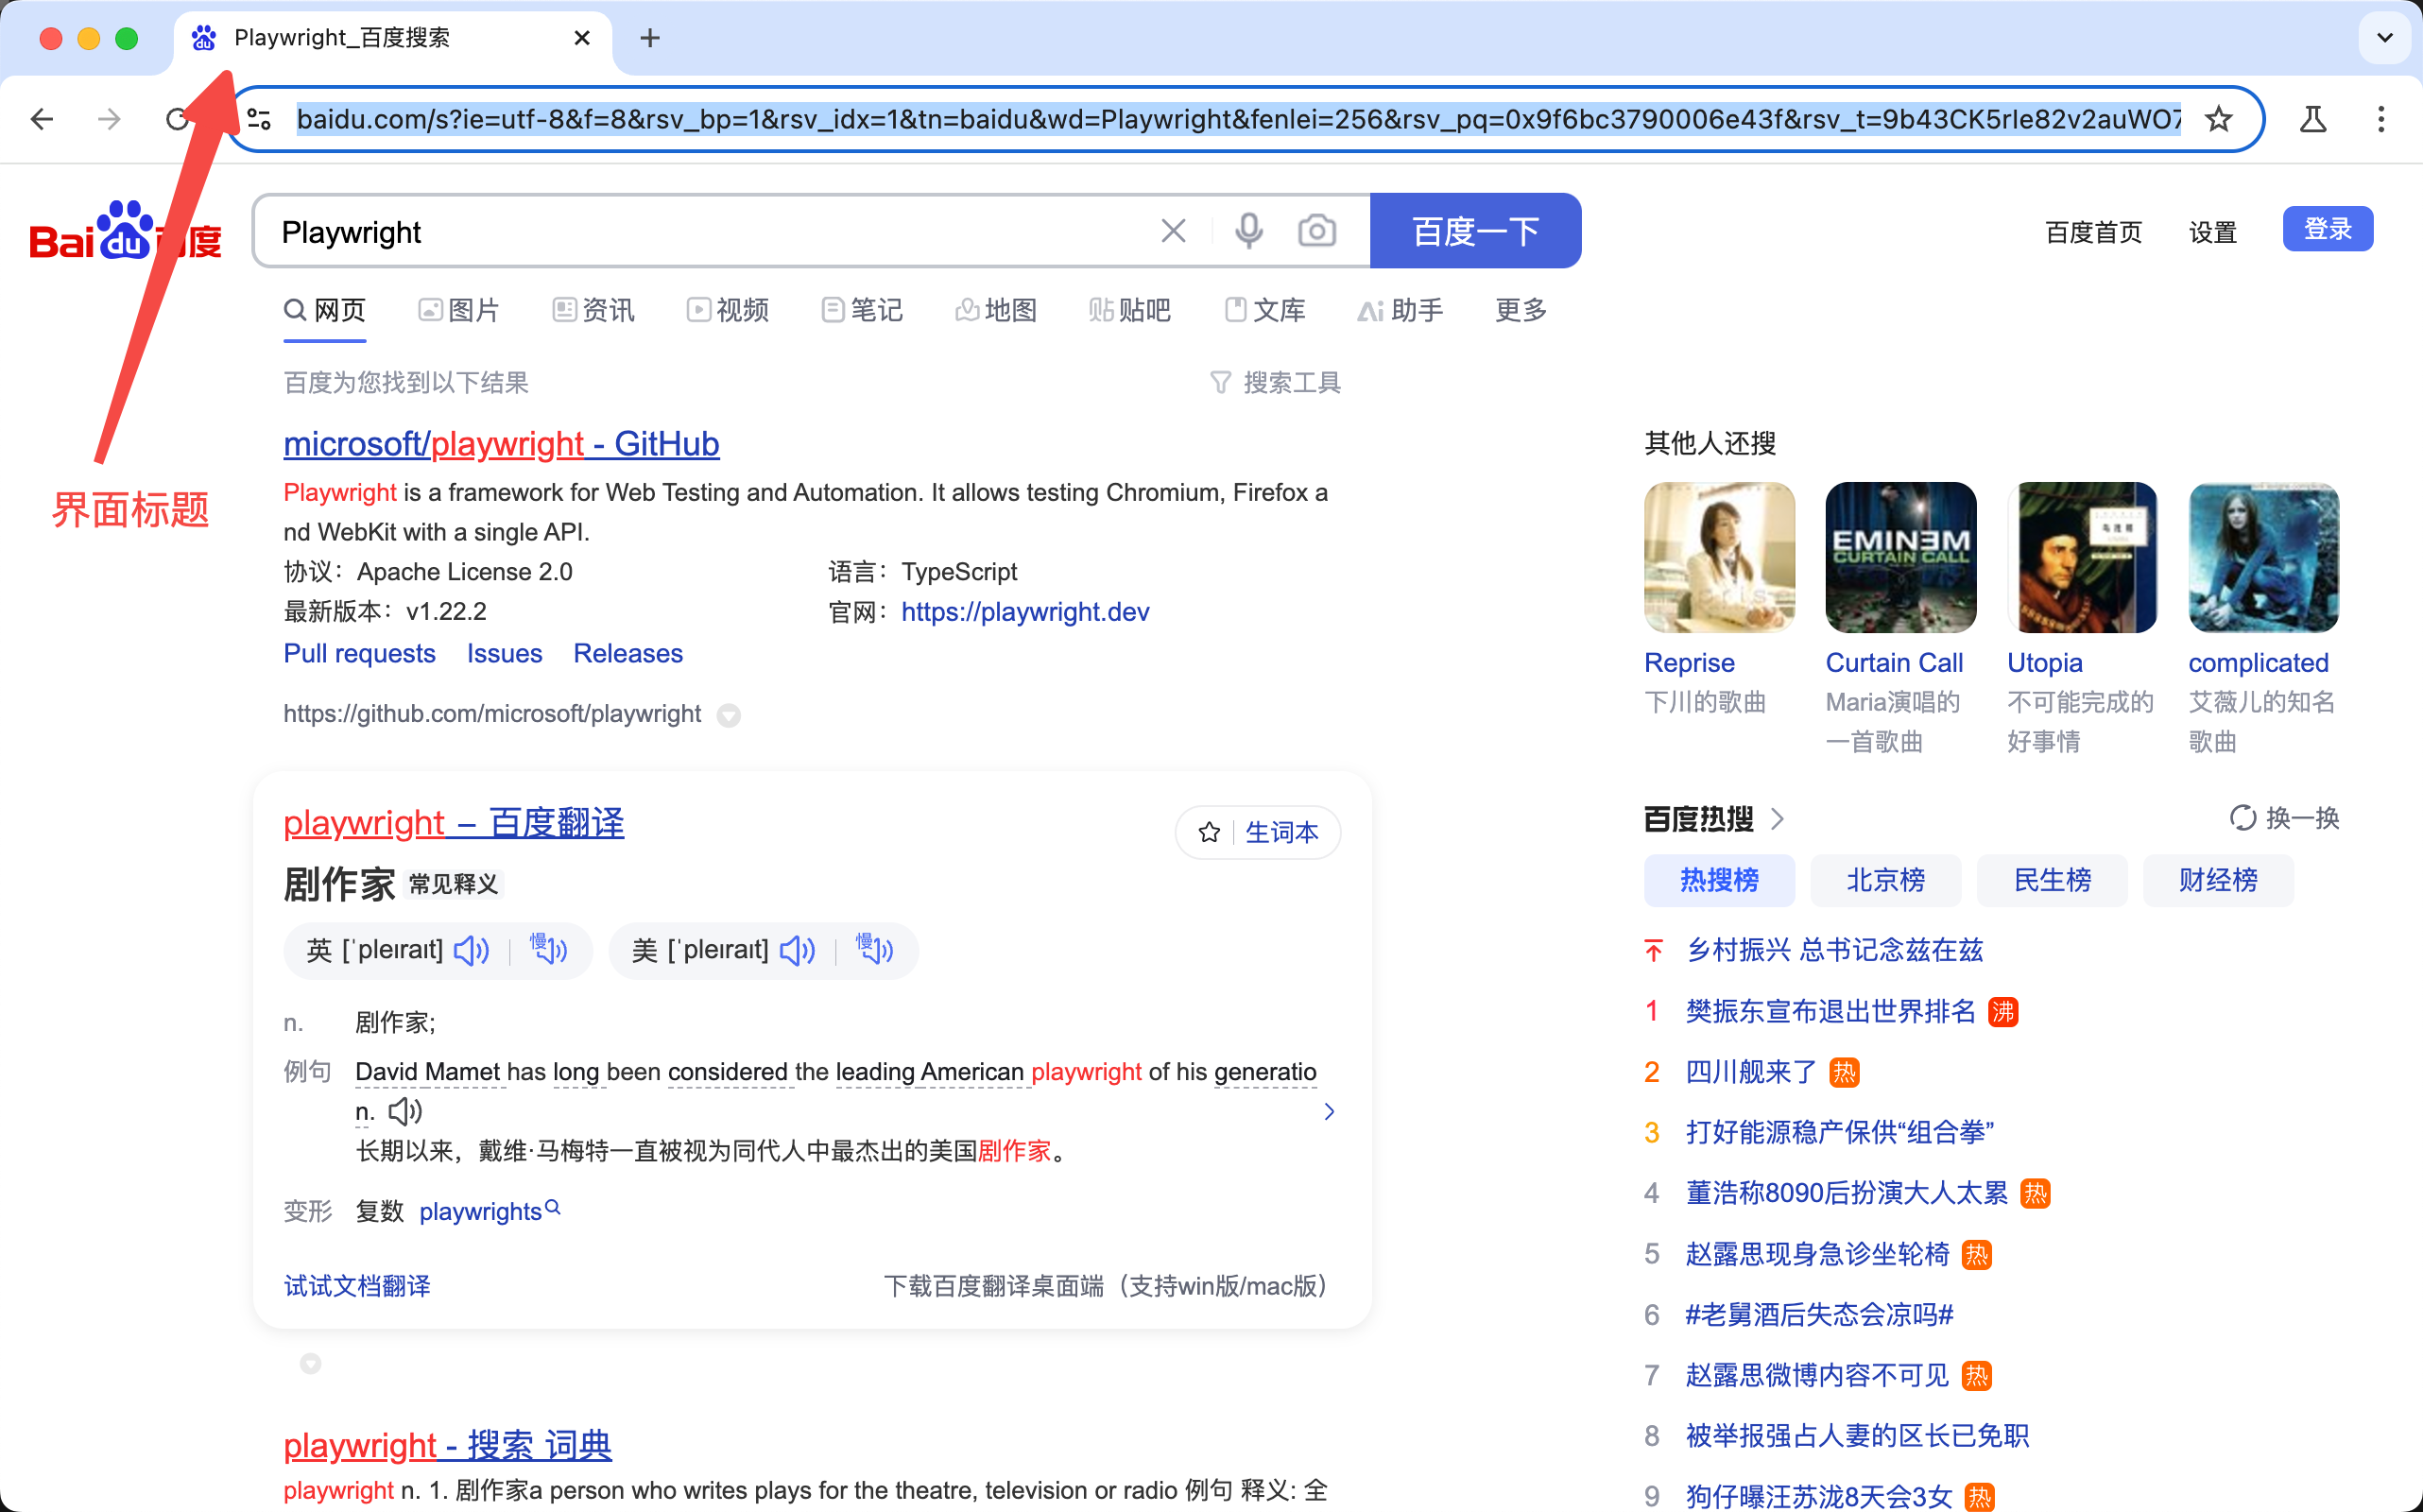 Playwright_百度搜索
baidu.com/s?ie=utf-8&f=8&rsv_bp=1&rsv_idx=1&tn=baidu&wd=Playwright&fenlei=256&rsv_pq=0x9f6bc3790006e43f&rsv_t=9b43CK5rIe82v2auWO7
Bai du 百度
Playwright
百度一下
百度首页 设置 登录
网页 图片 资讯 视频 笔记 地图 贴 贴吧 文库 Ai 助手 更多
百度为您找到以下结果 搜索工具
界面标题
microsoft/playwright - GitHub
Playwright is a framework for Web Testing and Automation. It allows testing Chromium, Firefox a
nd WebKit with a single API.
协议：Apache License 2.0 语言：TypeScript
最新版本：v1.22.2 官网：https://playwright.dev
Pull requests Issues Releases
https://github.com/microsoft/playwright
playwright – 百度翻译
生词本
剧作家 常见释义
英 [ˈpleɪraɪt] 慢 美 [ˈpleɪraɪt] 慢
n. 剧作家;
例句 David Mamet has long been considered the leading American playwright of his generatio
n.
长期以来，戴维·马梅特一直被视为同代人中最杰出的美国剧作家。
变形 复数 playwrights
试试文档翻译 下载百度翻译桌面端（支持win版/mac版）
playwright - 搜索 词典
playwright n. 1. 剧作家a person who writes plays for the theatre, television or radio 例句 释义: 全
其他人还搜
EMINEM
CURTAIN CALL
乌托邦
Reprise Curtain Call Utopia complicated
下川的歌曲 Maria演唱的 不可能完成的 艾薇儿的知名
一首歌曲 好事情 歌曲
百度热搜 换一换
热搜榜 北京榜 民生榜 财经榜
乡村振兴 总书记念兹在兹
1 樊振东宣布退出世界排名 沸
2 四川舰来了 热
3 打好能源稳产保供“组合拳”
4 董浩称8090后扮演大人太累 热
5 赵露思现身急诊坐轮椅 热
6 #老舅酒后失态会凉吗#
7 赵露思微博内容不可见 热
8 被举报强占人妻的区长已免职
9 狗仔曝汪苏泷8天会3女 热